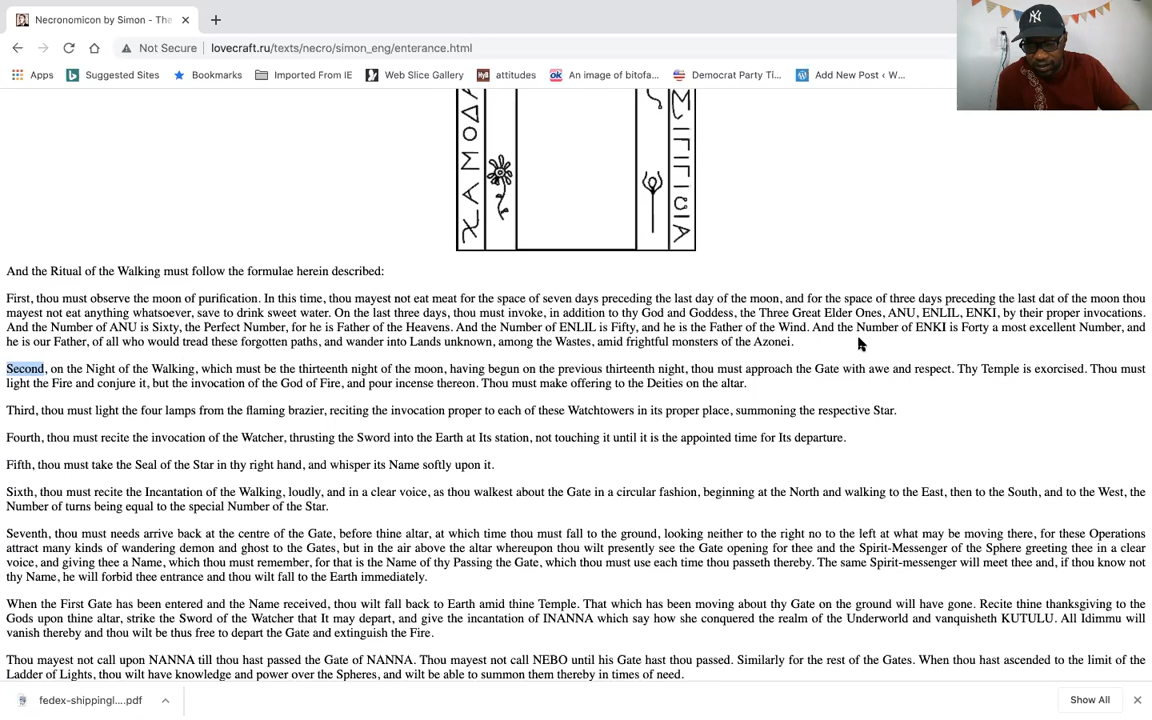 Necronomicon by Simon - The
Not Secure lovecraft.ru/texts/necro/simon_eng/enterance.html
Apps Suggested Sites Bookmarks Imported From IE Web Slice Gallery attitudes An image of bitofa... Democrat Party Ti... Add New Post ‹ W...
And the Ritual of the Walking must follow the formulae herein described:
First, thou must observe the moon of purification. In this time, thou mayest not eat meat for the space of seven days preceding the last day of the moon, and for the space of three days preceding the last dat of the moon thou
mayest not eat anything whatsoever, save to drink sweet water. On the last three days, thou must invoke, in addition to thy God and Goddess, the Three Great Elder Ones, ANU, ENLIL, ENKI, by their proper invocations.
And the Number of ANU is Sixty, the Perfect Number, for he is Father of the Heavens. And the Number of ENLIL is Fifty, and he is the Father of the Wind. And the Number of ENKI is Forty a most excellent Number, and
he is our Father, of all who would tread these forgotten paths, and wander into Lands unknown, among the Wastes, amid frightful monsters of the Azonei.
Second, on the Night of the Walking, which must be the thirteenth night of the moon, having begun on the previous thirteenth night, thou must approach the Gate with awe and respect. Thy Temple is exorcised. Thou must
light the Fire and conjure it, but the invocation of the God of Fire, and pour incense thereon. Thou must make offering to the Deities on the altar.
Third, thou must light the four lamps from the flaming brazier, reciting the invocation proper to each of these Watchtowers in its proper place, summoning the respective Star.
Fourth, thou must recite the invocation of the Watcher, thrusting the Sword into the Earth at Its station, not touching it until it is the appointed time for Its departure.
Fifth, thou must take the Seal of the Star in thy right hand, and whisper its Name softly upon it.
Sixth, thou must recite the Incantation of the Walking, loudly, and in a clear voice, as thou walkest about the Gate in a circular fashion, beginning at the North and walking to the East, then to the South, and to the West, the
Number of turns being equal to the special Number of the Star.
Seventh, thou must needs arrive back at the centre of the Gate, before thine altar, at which time thou must fall to the ground, looking neither to the right no to the left at what may be moving there, for these Operations
attract many kinds of wandering demon and ghost to the Gates, but in the air above the altar whereupon thou wilt presently see the Gate opening for thee and the Spirit-Messenger of the Sphere greeting thee in a clear
voice, and giving thee a Name, which thou must remember, for that is the Name of thy Passing the Gate, which thou must use each time thou passeth thereby. The same Spirit-messenger will meet thee and, if thou know not
thy Name, he will forbid thee entrance and thou wilt fall to the Earth immediately.
When the First Gate has been entered and the Name received, thou wilt fall back to Earth amid thine Temple. That which has been moving about thy Gate on the ground will have gone. Recite thine thanksgiving to the
Gods upon thine altar, strike the Sword of the Watcher that It may depart, and give the incantation of INANNA which say how she conquered the realm of the Underworld and vanquisheth KUTULU. All Idimmu will
vanish thereby and thou wilt be thus free to depart the Gate and extinguish the Fire.
Thou mayest not call upon NANNA till thou hast passed the Gate of NANNA. Thou mayest not call NEBO until his Gate hast thou passed. Similarly for the rest of the Gates. When thou hast ascended to the limit of the
Ladder of Lights, thou wilt have knowledge and power over the Spheres, and wilt be able to summon them thereby in times of need.
fedex-shippingl....pdf
Show All